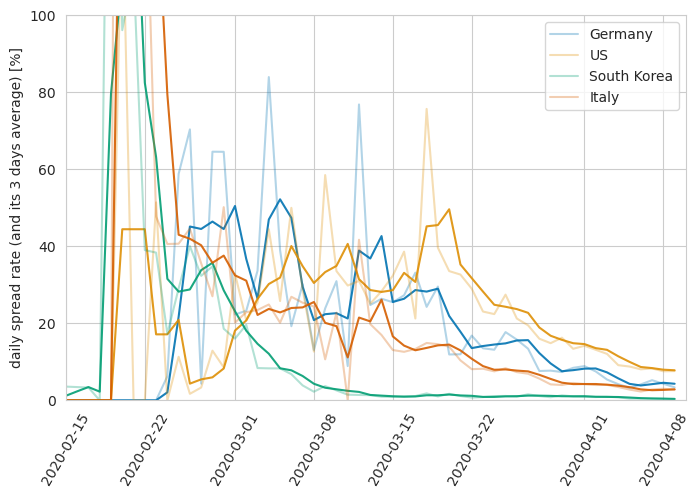 daily spread rate (and its 3 days average) [%]
100
80
60
40
20
0
Germany
US
South Korea
Italy
2020-02-15
2020-02-22
2020-03-01
2020-03-08
2020-03-15
2020-03-22
2020-04-01
2020-04-08